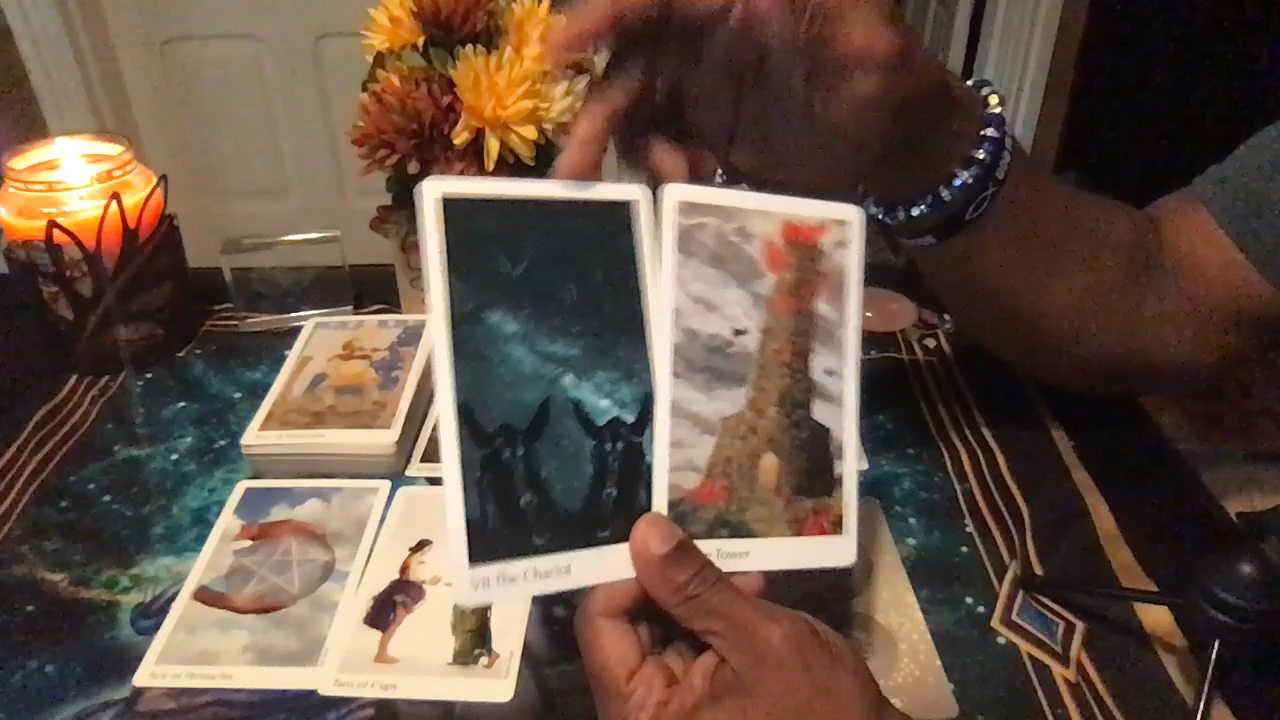 VII The Chariot
The Tower
Ace of Pentacles
Two of Cups